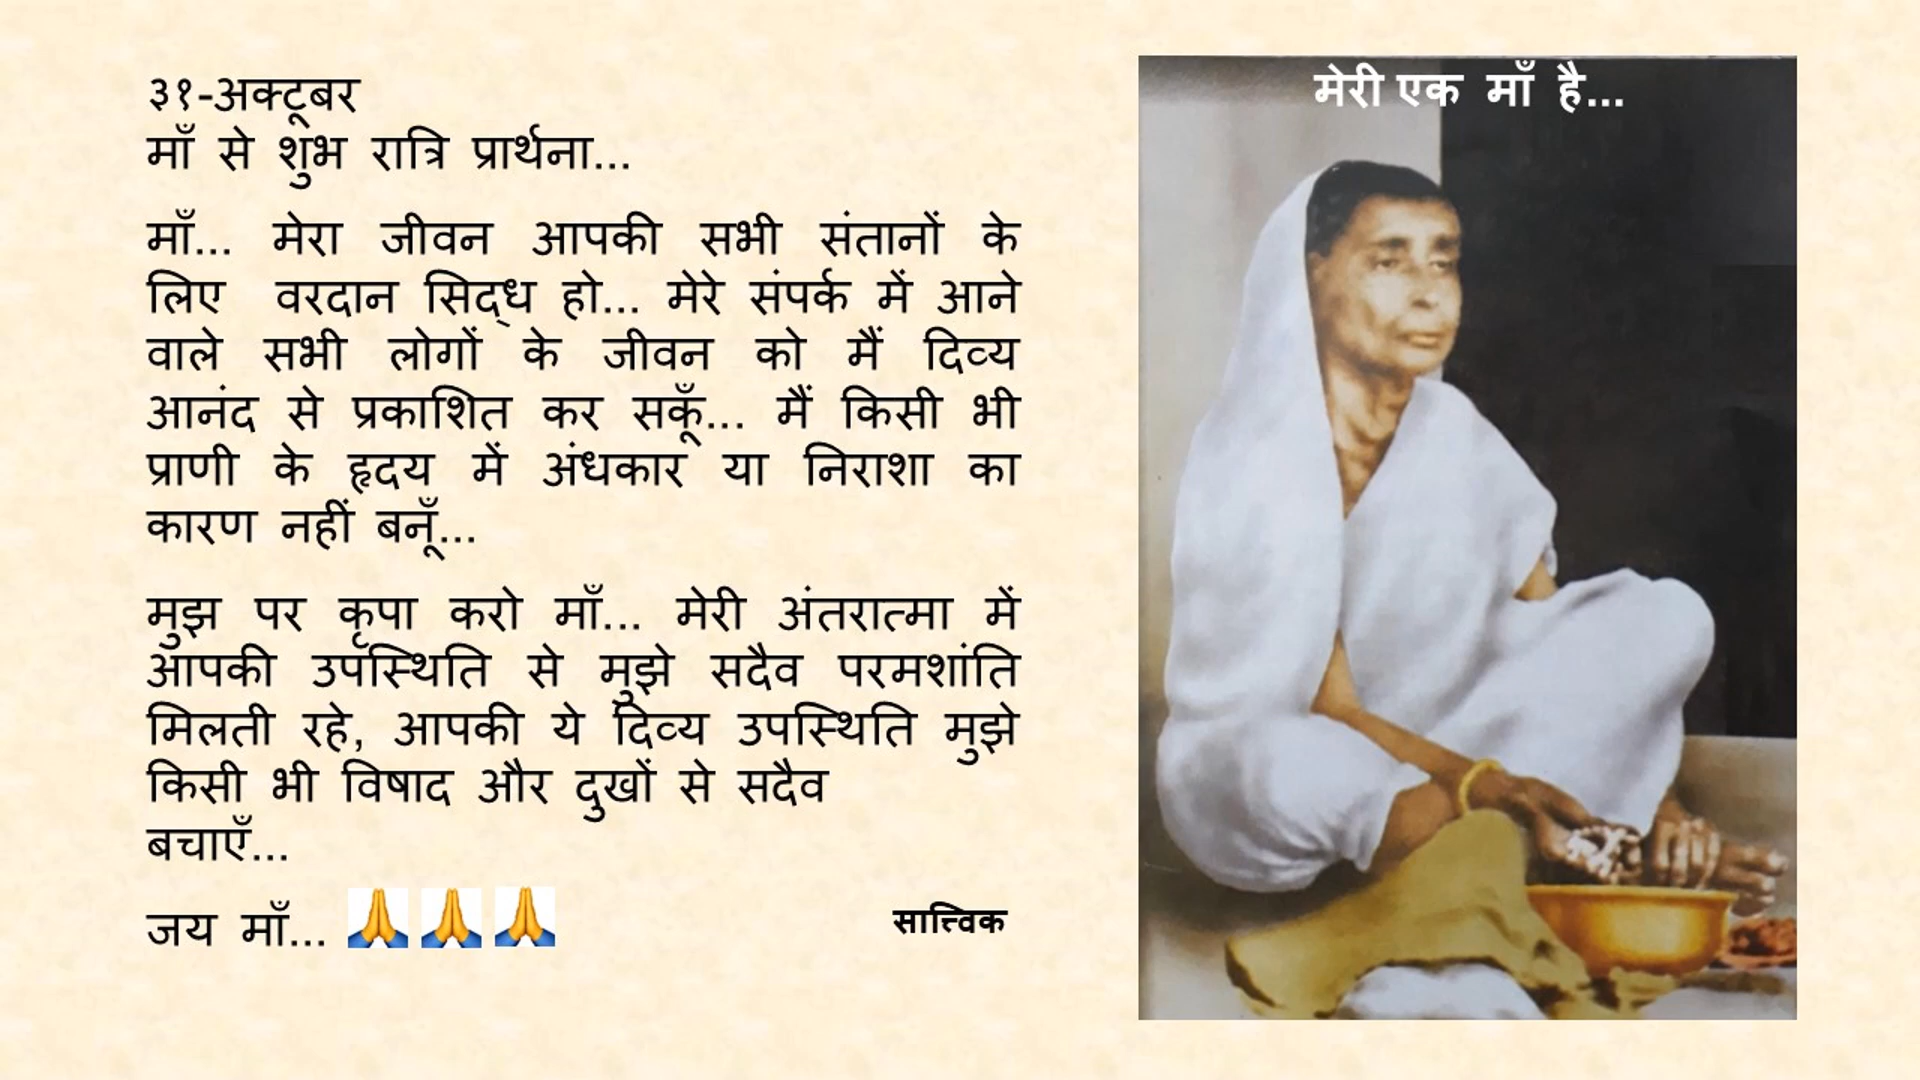 ३१-अक्टूबर
माँ से शुभ रात्रि प्रार्थना...
माँ... मेरा जीवन आपकी सभी संतानों के
लिए वरदान सिद्ध हो... मेरे संपर्क में आने
वाले सभी लोगों के जीवन को मैं दिव्य
आनंद से प्रकाशित कर सकूँ... मैं किसी भी
प्राणी के हृदय में अंधकार या निराशा का
कारण नहीं बनूँ...
मुझ पर कृपा करो माँ... मेरी अंतरात्मा में
आपकी उपस्थिति से मुझे सदैव परमशांति
मिलती रहे, आपकी ये दिव्य उपस्थिति मुझे
किसी भी विषाद और दुखों से सदैव
बचाएँ...
जय माँ... 🙏🙏🙏
सात्त्विक
मेरी एक माँ है...